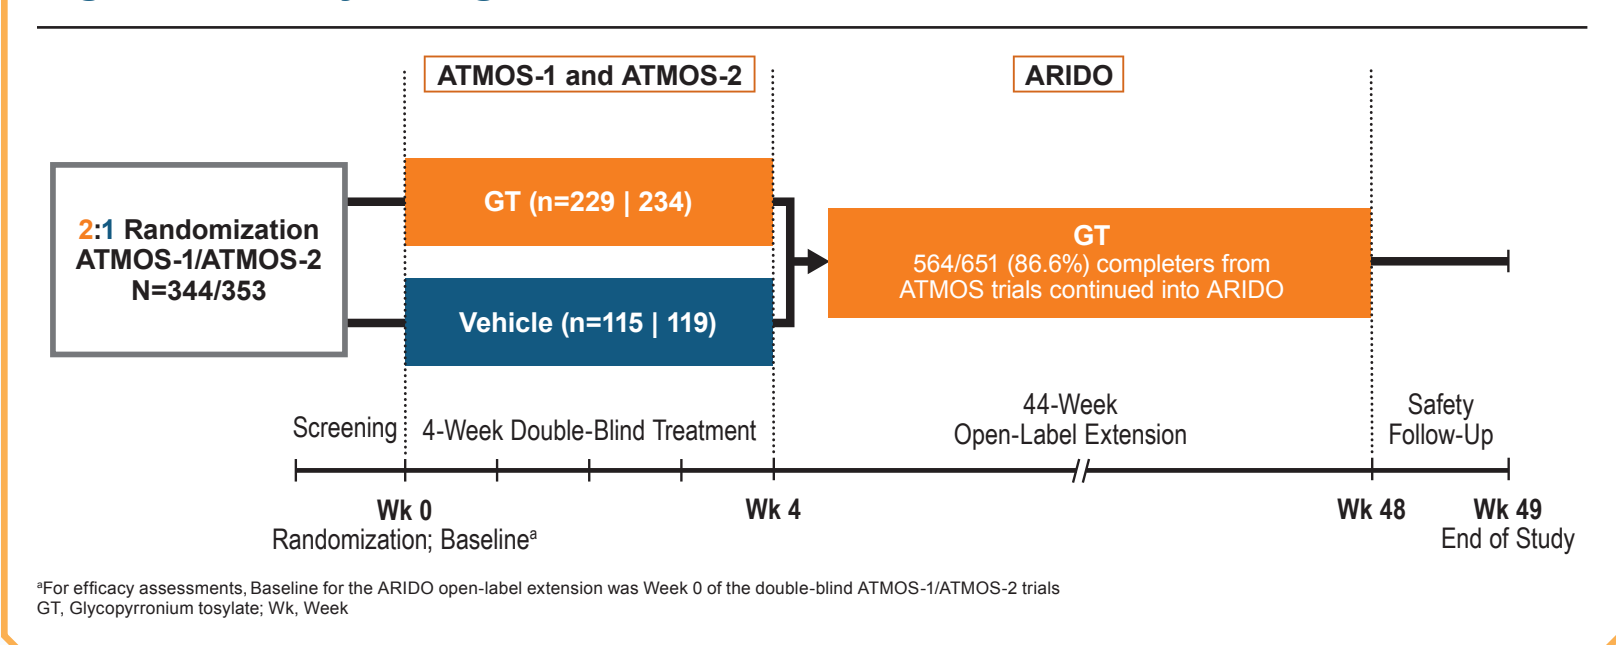 ATMOS-1 and ATMOS-2
ARIDO
2:1 Randomization
ATMOS-1/ATMOS-2
N=344/353
GT (n=229 | 234)
Vehicle (n=115 | 119)
GT
564/651 (86.6%) completers from
ATMOS trials continued into ARIDO
Screening
4-Week Double-Blind Treatment
44-Week
Open-Label Extension
Safety
Follow-Up
Wk 0
Randomization; Baselineª
Wk 4
Wk 48
Wk 49
End of Study
ªFor efficacy assessments, Baseline for the ARIDO open-label extension was Week 0 of the double-blind ATMOS-1/ATMOS-2 trials
GT, Glycopyrronium tosylate; Wk, Week